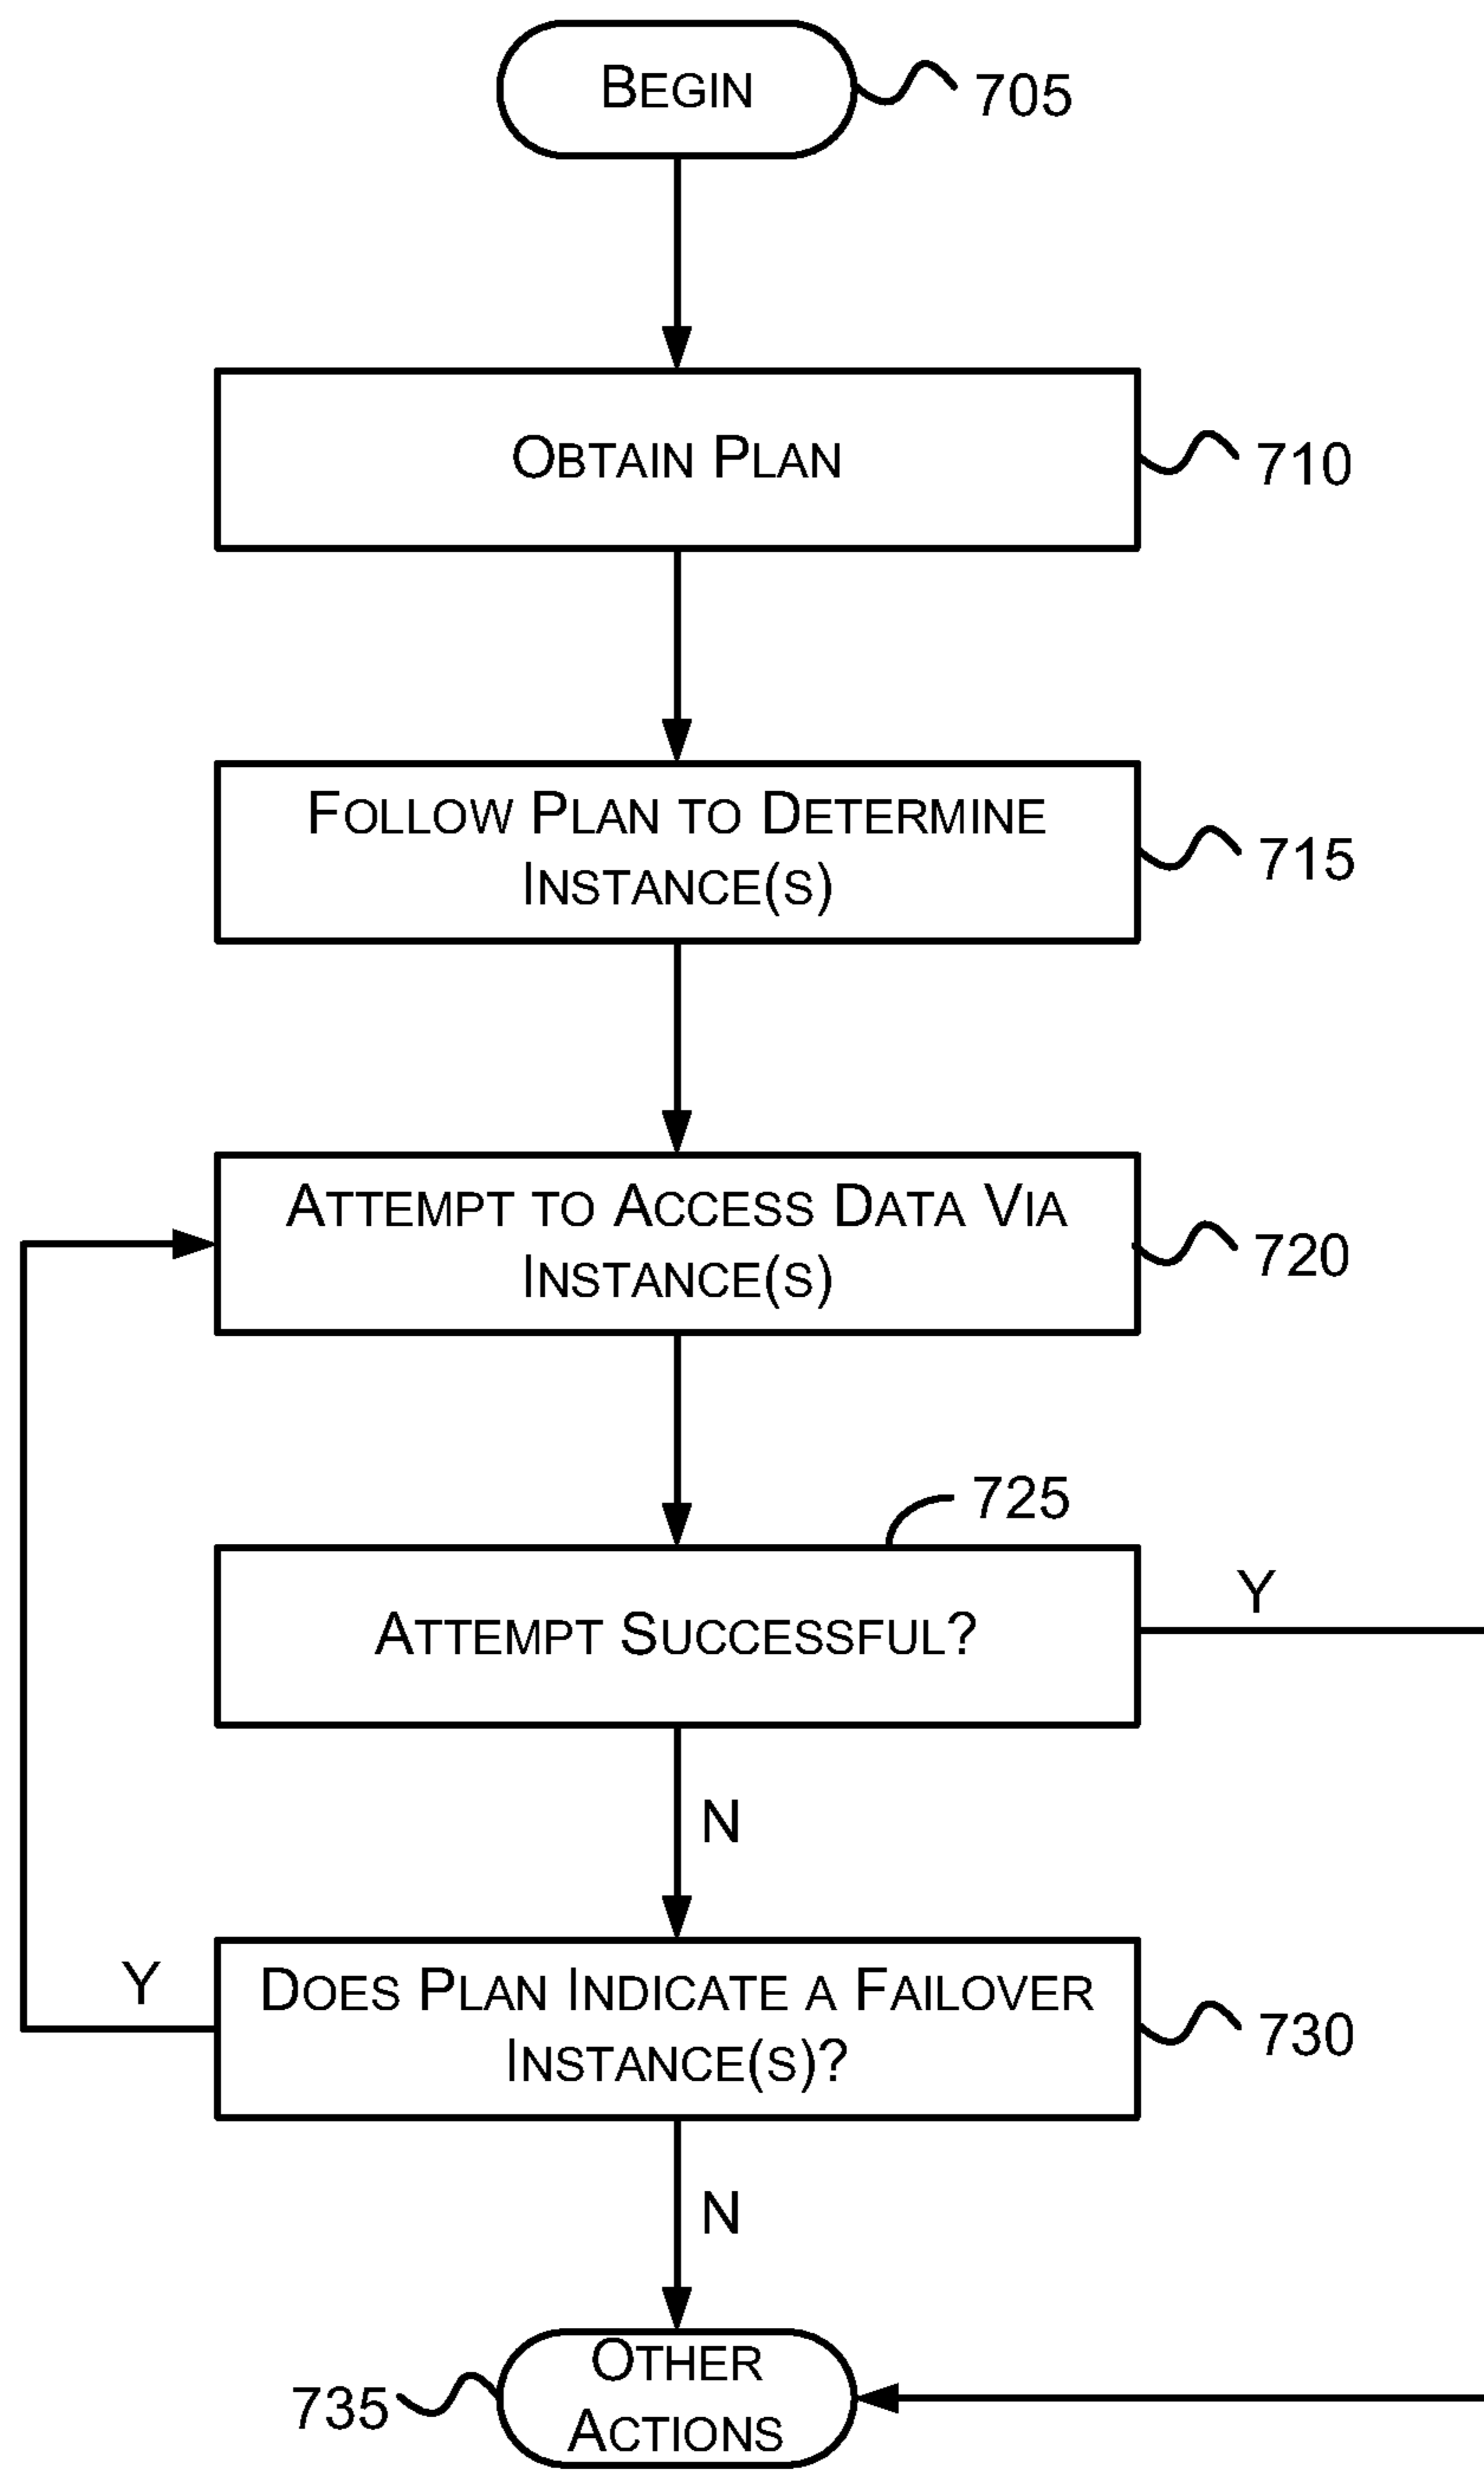 BEGIN
705
OBTAIN PLAN
710
FOLLOW PLAN TO DETERMINE
INSTANCE(S)
715
ATTEMPT TO ACCESS DATA VIA
INSTANCE(S)
720
725
ATTEMPT SUCCESSFUL?
Y
N
Y
DOES PLAN INDICATE A FAILOVER
INSTANCE(S)?
730
N
OTHER
ACTIONS
735